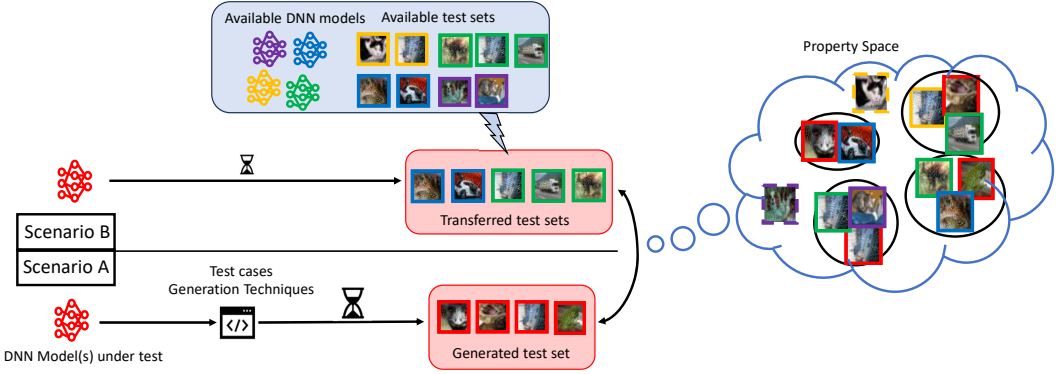 Available DNN models
Available test sets
Property Space
Transferred test sets
Scenario B
Scenario A
Test cases
Generation Techniques
</>
DNN Model(s) under test
Generated test set